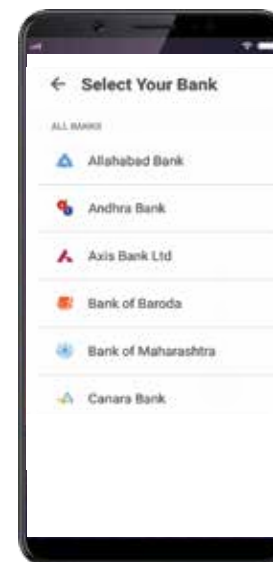 Select Your Bank
ALL BANKS
Allahabad Bank
Andhra Bank
Axis Bank Ltd
Bank of Baroda
Bank of Maharashtra
Canara Bank